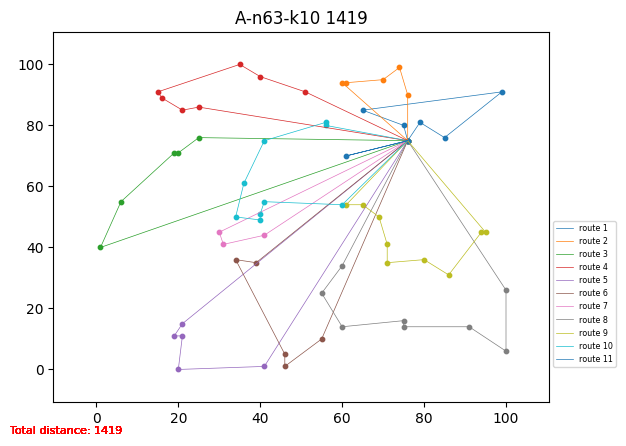 A-n63-k10 1419
100
80
60
40
20
0
0 20 40 60 80 100
route 1
route 2
route 3
route 4
route 5
route 6
route 7
route 8
route 9
route 10
route 11
Total distance: 1419